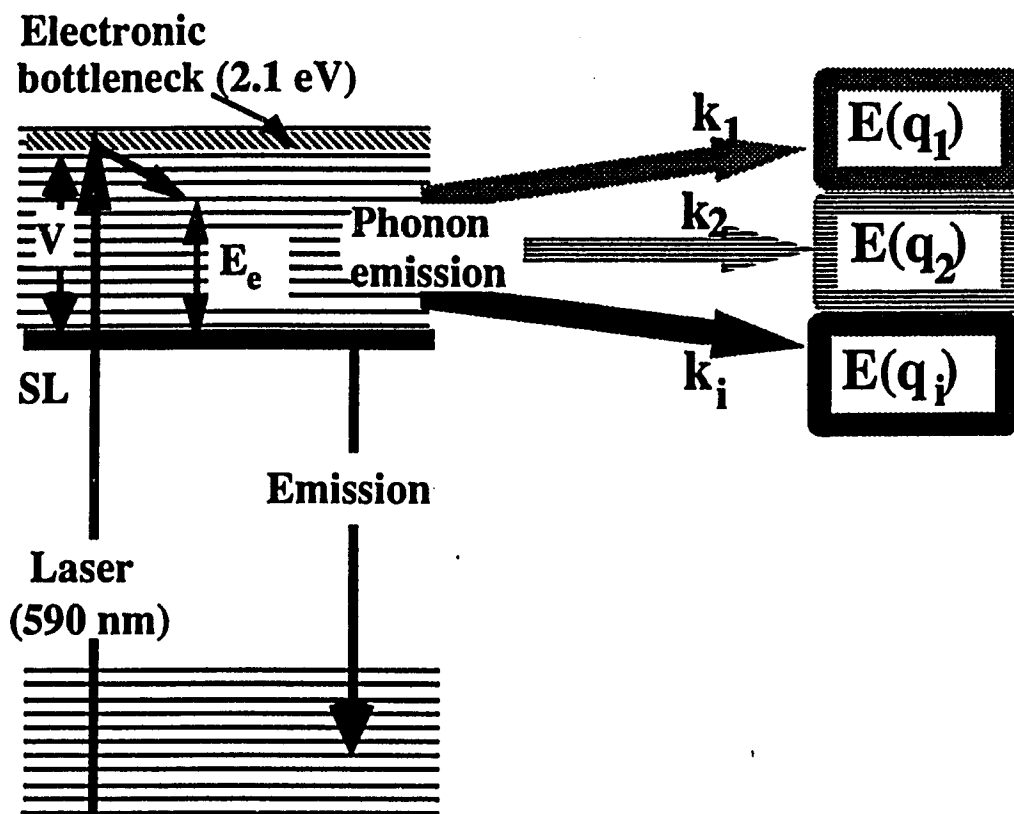 Electronic
bottleneck (2.1 eV)
k1
E(q1)
V
Ee
Phonon
emission
k2
E(q2)
SL
ki
E(qi)
Emission
Laser
(590 nm)